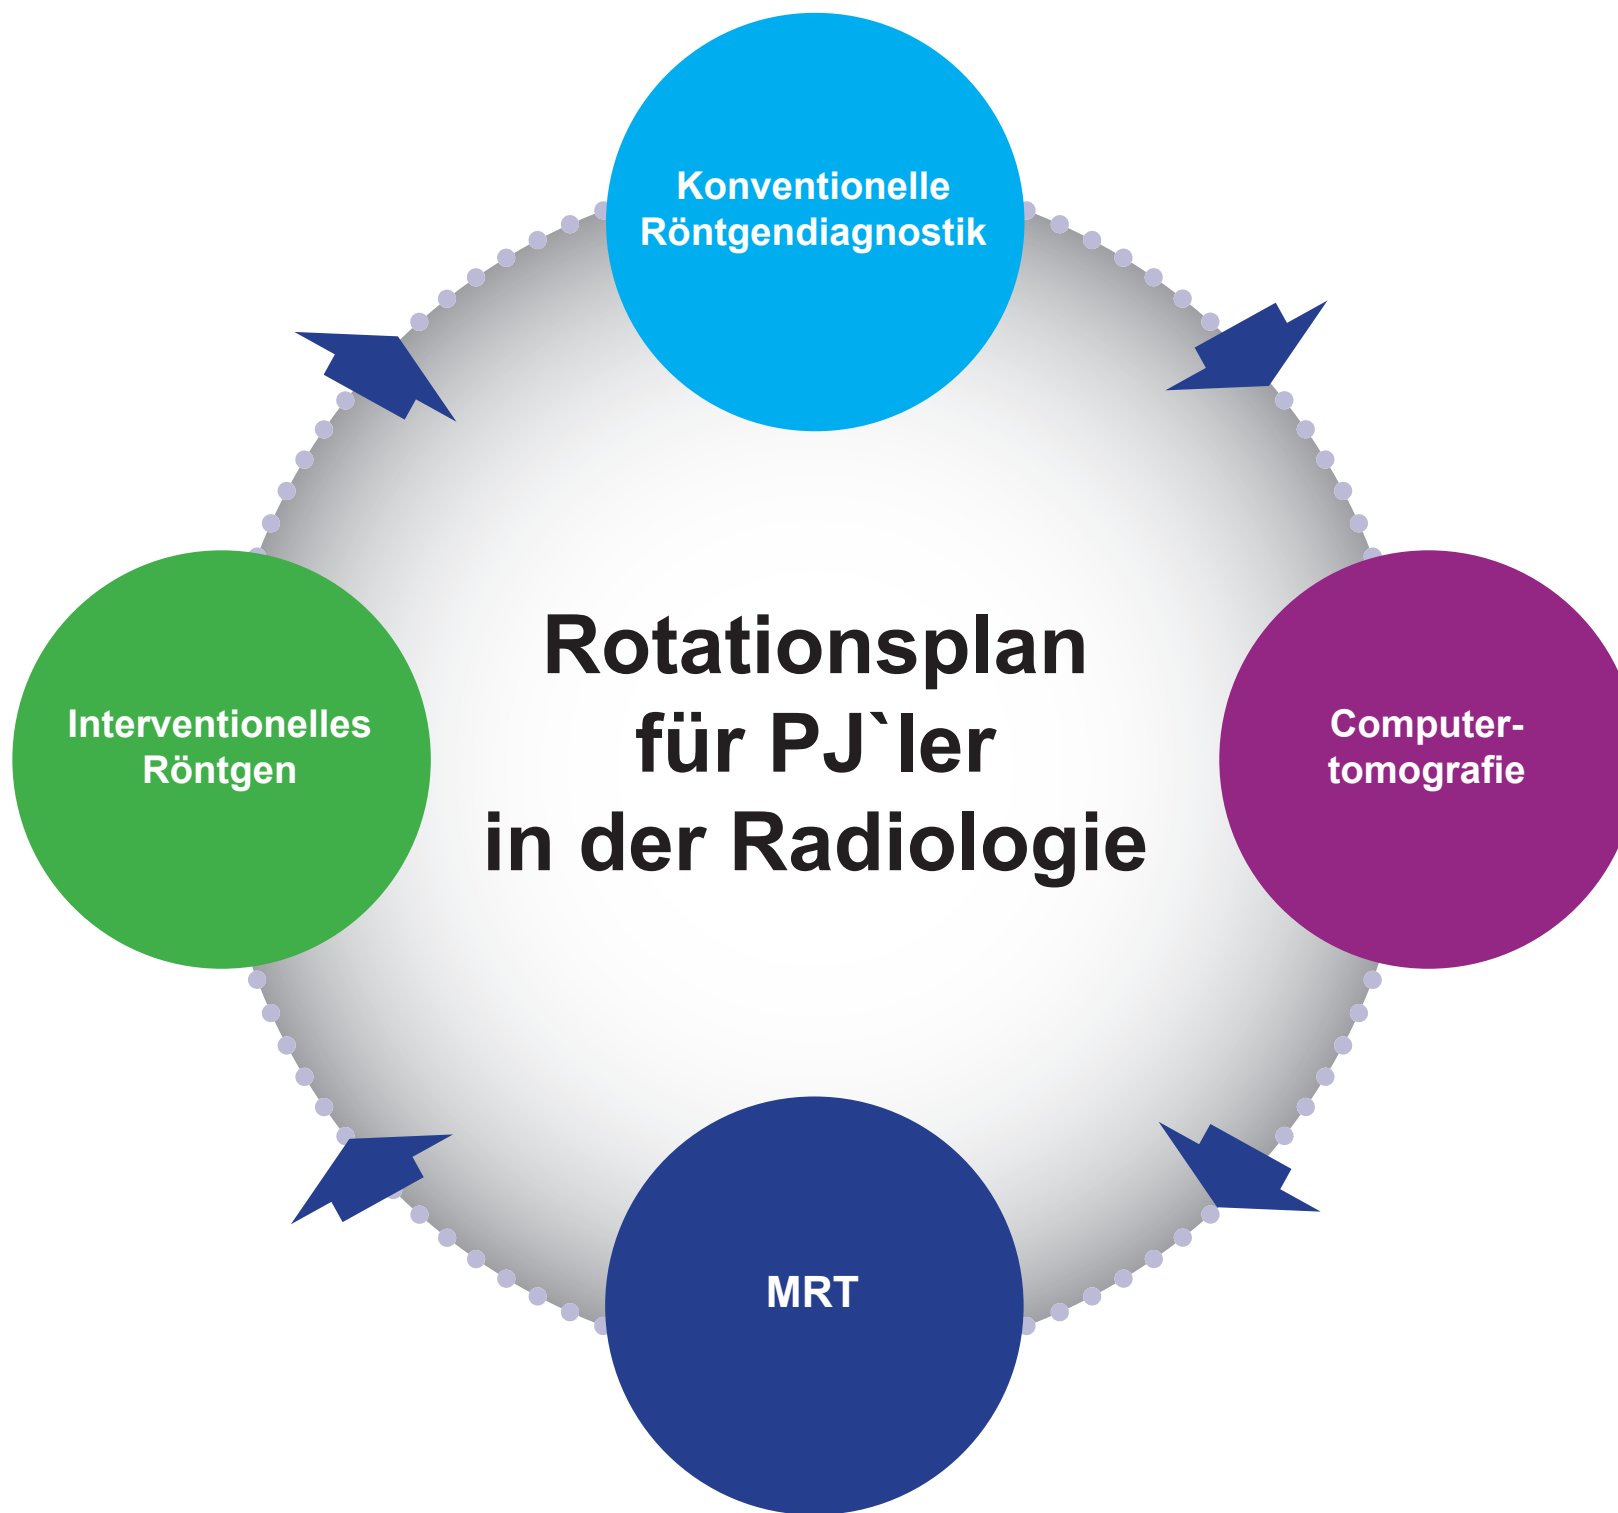 Konventionelle
Röntgendiagnostik
Interventionelles
Röntgen
Rotationsplan
für PJ`ler
in der Radiologie
Computer-
tomografie
MRT